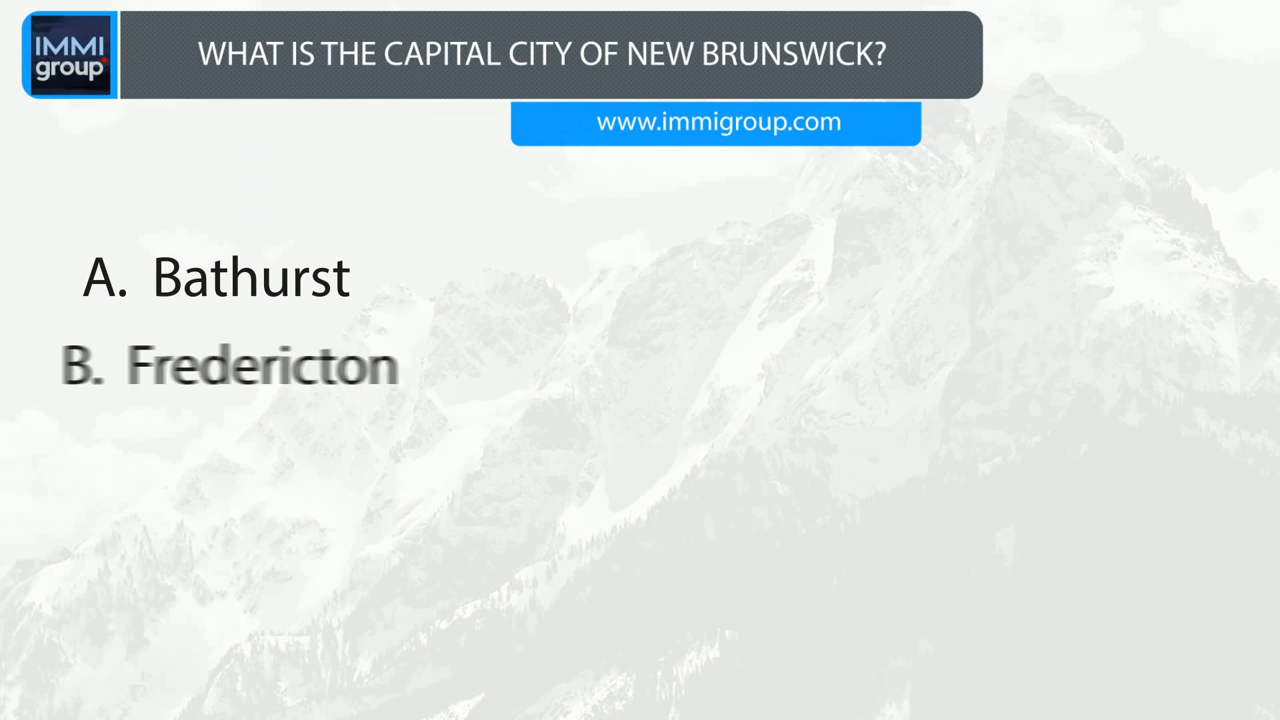 IMMI
group
WHAT IS THE CAPITAL CITY OF NEW BRUNSWICK?
www.immigroup.com
A. Bathurst
B. Fredericton